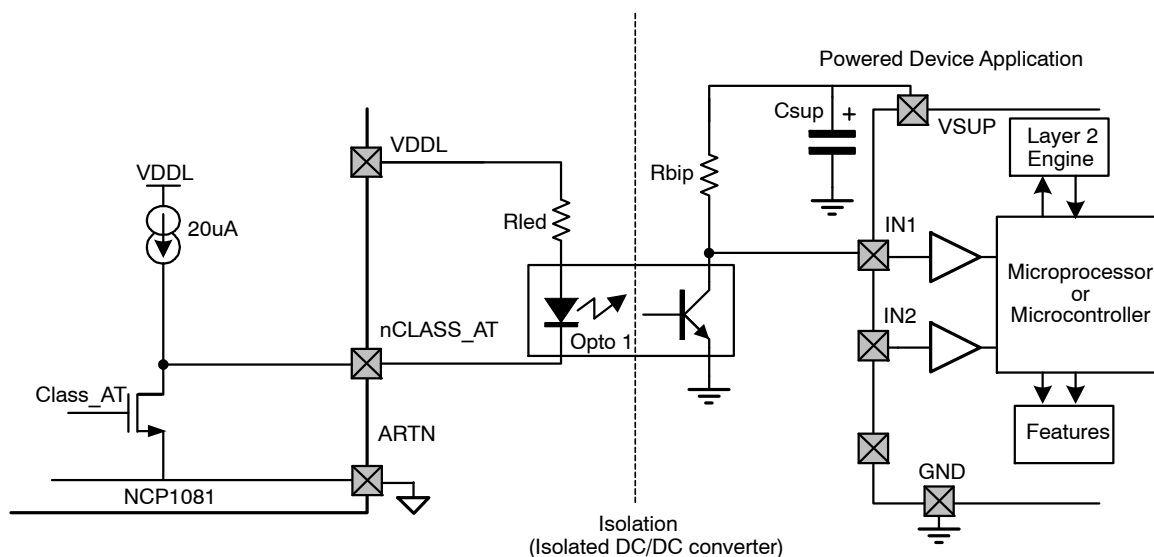 Powered Device Application
Csup
+
VSUP
VDDL
VDDL
20uA
Rled
Rbip
Layer 2
Engine
IN1
Microprocessor
or
Microcontroller
IN2
nCLASS_AT
Opto 1
Class_AT
ARTN
Features
GND
NCP1081
Isolation
(Isolated DC/DC converter)